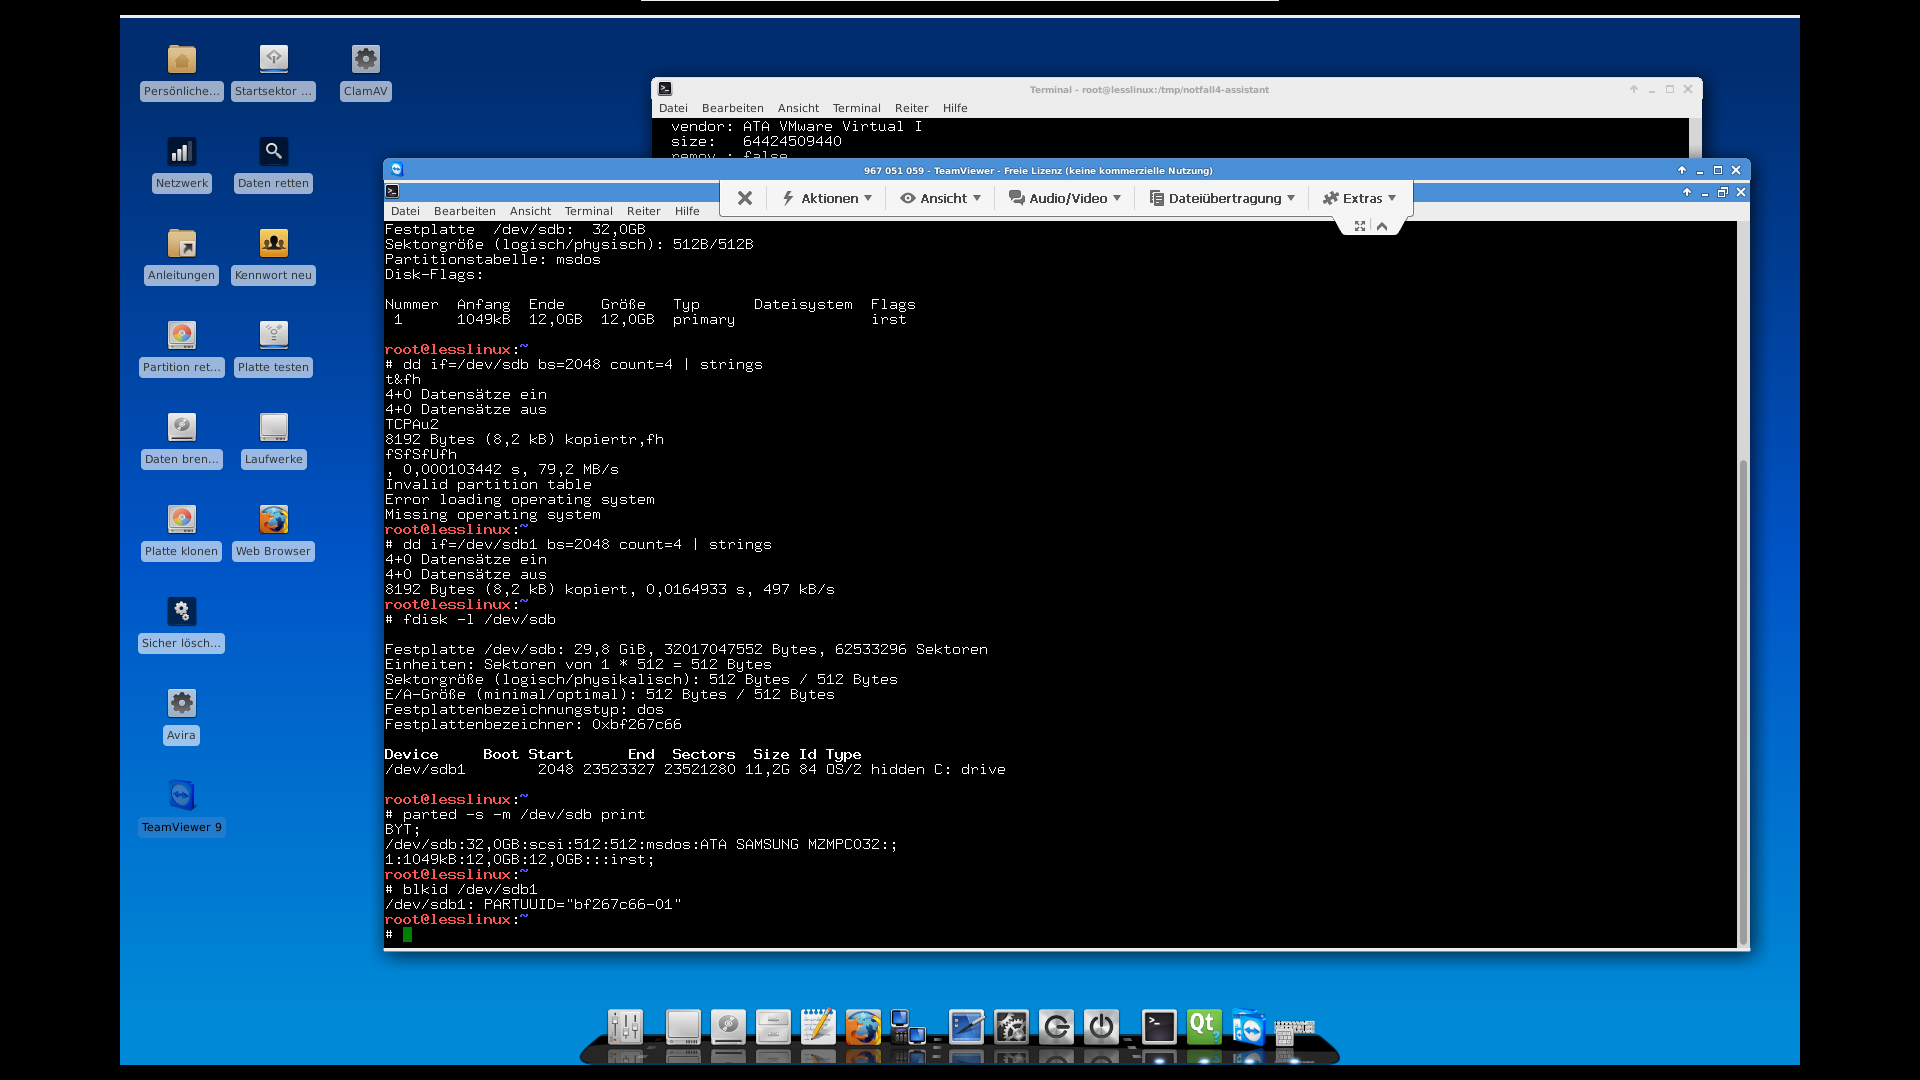 Persönliche...
Startsektor ...
ClamAV
Netzwerk
Daten retten
Anleitungen
Kennwort neu
Partition ret...
Platte testen
Daten bren...
Laufwerke
Platte klonen
Web Browser
Sicher lösch...
Avira
TeamViewer 9
Terminal - root@lesslinux:/tmp/notfall4-assistant
Datei Bearbeiten Ansicht Terminal Reiter Hilfe
vendor: ATA VMware Virtual I
size: 64424509440
remov : false
967 051 059 - TeamViewer - Freie Lizenz (keine kommerzielle Nutzung)
Aktionen Ansicht Audio/Video Dateiübertragung Extras
Datei Bearbeiten Ansicht Terminal Reiter Hilfe
Festplatte  /dev/sdb:  32,0GB
Sektorgröße (logisch/physisch): 512B/512B
Partitionstabelle: msdos
Disk-Flags:
Nummer  Anfang  Ende    Größe   Typ      Dateisystem  Flags
1      1049kB  12,0GB  12,0GB  primary               irst
root@lesslinux:~
# dd if=/dev/sdb bs=2048 count=4 | strings
t&fh
4+0 Datensätze ein
4+0 Datensätze aus
TCPAu2
8192 Bytes (8,2 kB) kopiertr,fh
fSfSfUfh
, 0,000103442 s, 79,2 MB/s
Invalid partition table
Error loading operating system
Missing operating system
root@lesslinux:~
# dd if=/dev/sdb1 bs=2048 count=4 | strings
4+0 Datensätze ein
4+0 Datensätze aus
8192 Bytes (8,2 kB) kopiert, 0,0164933 s, 497 kB/s
root@lesslinux:~
# fdisk -l /dev/sdb
Festplatte /dev/sdb: 29,8 GiB, 32017047552 Bytes, 62533296 Sektoren
Einheiten: Sektoren von 1 * 512 = 512 Bytes
Sektorgröße (logisch/physikalisch): 512 Bytes / 512 Bytes
E/A-Größe (minimal/optimal): 512 Bytes / 512 Bytes
Festplattenbezeichnungstyp: dos
Festplattenbezeichner: 0xbf267c66
Device     Boot Start      End  Sectors  Size Id Type
/dev/sdb1        2048 23523327 23521280 11,2G 84 OS/2 hidden C: drive
root@lesslinux:~
# parted -s -m /dev/sdb print
BYT;
/dev/sdb:32,0GB:scsi:512:512:msdos:ATA SAMSUNG MZMPC032:;
1:1049kB:12,0GB:12,0GB:::irst;
root@lesslinux:~
# blkid /dev/sdb1
/dev/sdb1: PARTUUID="bf267c66-01"
root@lesslinux:~
#
Qt